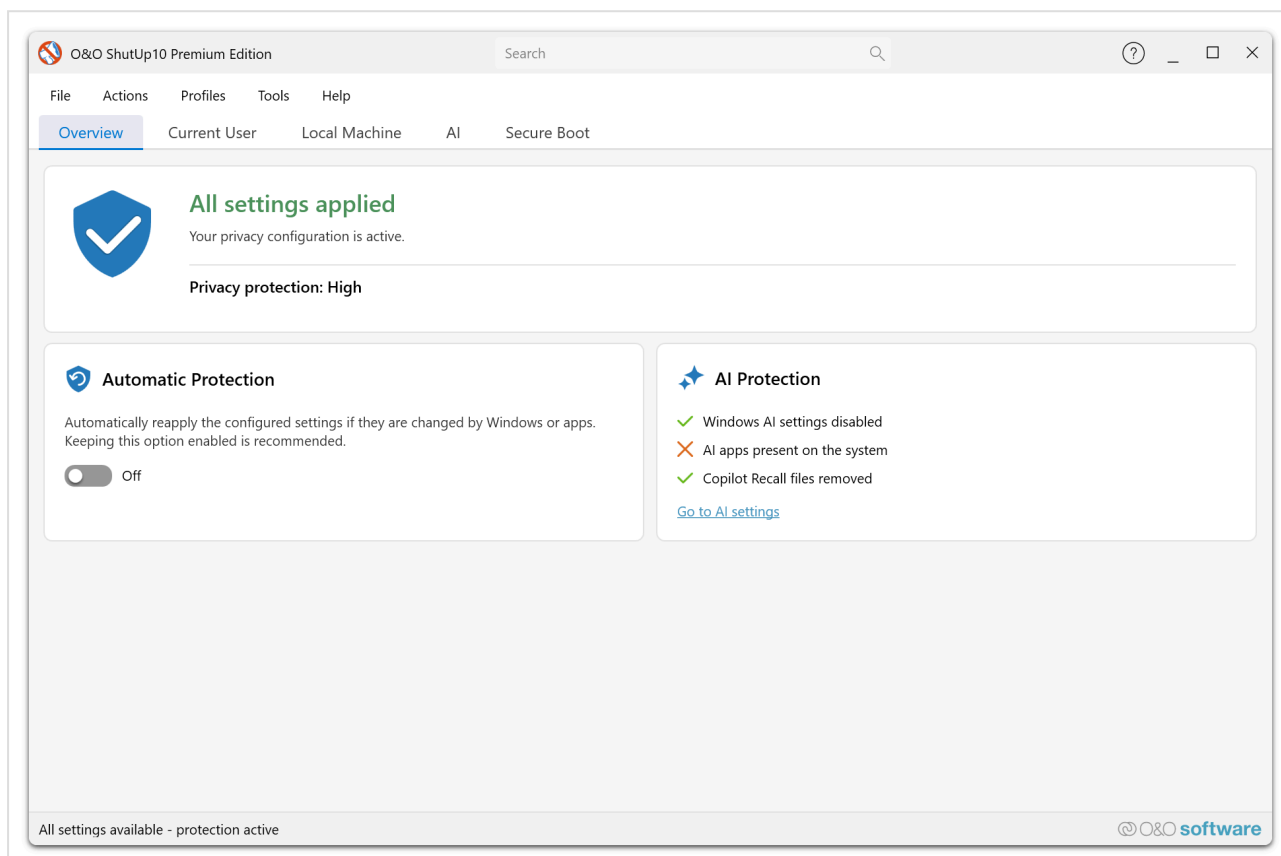 O&O ShutUp10 Premium Edition
Search
?
File Actions Profiles Tools Help
Overview Current User Local Machine AI Secure Boot
All settings applied
Your privacy configuration is active.
Privacy protection: High
Automatic Protection
Automatically reapply the configured settings if they are changed by Windows or apps.
Keeping this option enabled is recommended.
Off
AI Protection
Windows AI settings disabled
AI apps present on the system
Copilot Recall files removed
Go to AI settings
All settings available - protection active
O&O software